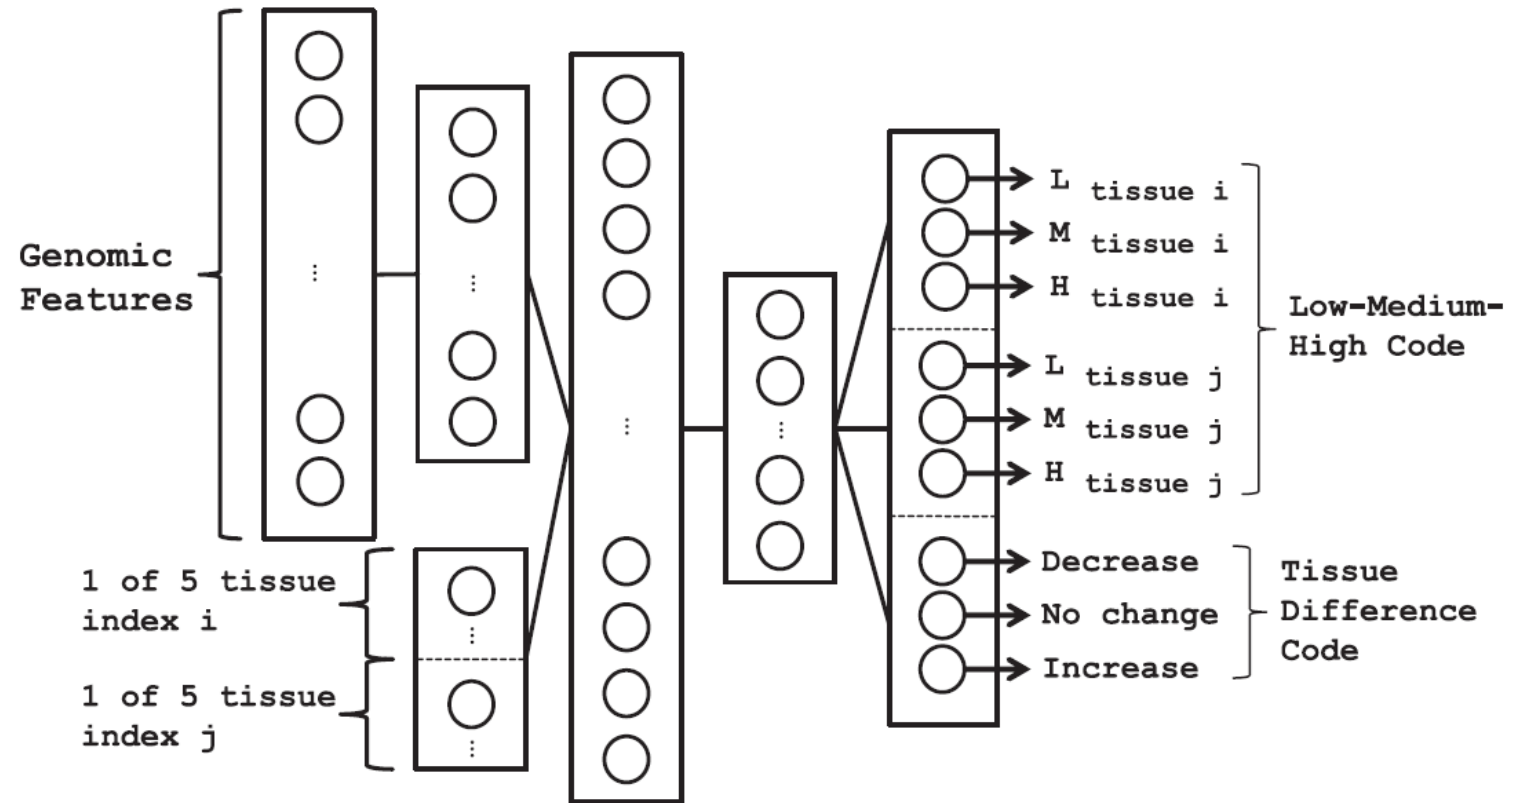 Genomic
Features
1 of 5 tissue
index i
1 of 5 tissue
index j
L tissue i
M tissue i
H tissue i
L tissue j
M tissue j
H tissue j
Decrease
No change
Increase
Low-Medium-
High Code
Tissue
Difference
Code